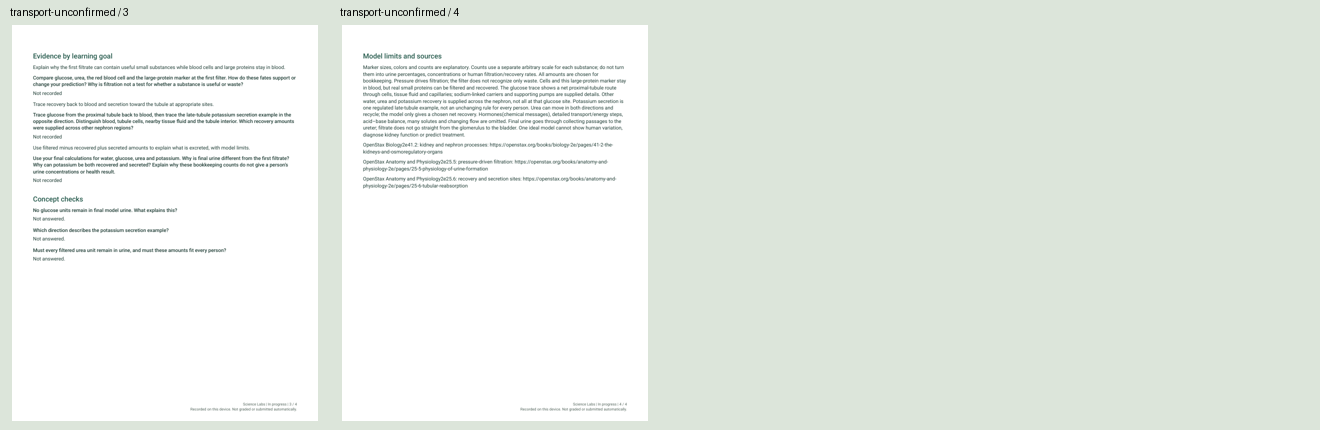 transport-unconfirmed / 3
Evidence by learning goal
Explain why the first filtrate can contain useful small substances while blood cells and large proteins stay in blood.
Compare glucose, urea, the red blood cell and the large-protein marker at the first filter. How do these fates support or
change your prediction? Why is filtration not a test for whether a substance is useful or waste?
Not recorded
Trace recovery back to blood and secretion toward the tubule at appropriate sites.
Trace glucose from the proximal tubule back to blood, then trace the late-tubule potassium secretion example in the
opposite direction. Distinguish blood, tubule cells, nearby tissue fluid and the tubule interior. Which recovery amounts
were supplied across other nephron regions?
Not recorded
Use filtered minus recovered plus secreted amounts to explain what is excreted, with model limits.
Use your final calculations for water, glucose, urea and potassium. Why is final urine different from the first filtrate?
Why can potassium be both recovered and secreted? Explain why these bookkeeping counts do not give a person's
urine concentrations or health result.
Not recorded
Concept checks
No glucose units remain in final model urine. What explains this?
Not answered.
Which direction describes the potassium secretion example?
Not answered.
Must every filtered urea unit remain in urine, and must these amounts fit every person?
Not answered.
Science Labs / In progress / 3 / 4
Recorded on this device. Not graded or submitted automatically.
transport-unconfirmed / 4
Model limits and sources
Marker sizes, colors and counts are explanatory. Counts use a separate arbitrary scale for each substance; do not turn
them into urine percentages, concentrations or human filtration/recovery rates. All amounts are chosen for
bookkeeping. Pressure drives filtration; the filter does not recognize only waste. Cells and this large-protein marker stay
in blood, but real small proteins can be filtered and recovered. The glucose trace shows a net proximal-tubule route
through cells, tissue fluid and capillaries; sodium-linked carriers and supporting pumps are supplied details. Other
water, urea and potassium recovery is supplied across the nephron, not all at that glucose site. Potassium secretion is
one regulated late-tubule example, not an unchanging rule for every person. Urea can move in both directions and
recycle; the model only gives a chosen net recovery. Hormones(chemical messages), detailed transport/energy steps,
acid–base balance, many solutes and changing flow are omitted. Final urine goes through collecting passages to the
ureter; filtrate does not go straight from the glomerulus to the bladder. One ideal model cannot show human variation,
diagnose kidney function or predict treatment.
OpenStax Biology2e41.2: kidney and nephron processes: https://openstax.org/books/biology-2e/pages/41-2-the-
kidneys-and-osmoregulatory-organs
OpenStax Anatomy and Physiology2e25.5: pressure-driven filtration: https://openstax.org/books/anatomy-and-
physiology-2e/pages/25-5-physiology-of-urine-formation
OpenStax Anatomy and Physiology2e25.6: recovery and secretion sites: https://openstax.org/books/anatomy-and-
physiology-2e/pages/25-6-tubular-reabsorption
Science Labs / In progress / 4 / 4
Recorded on this device. Not graded or submitted automatically.